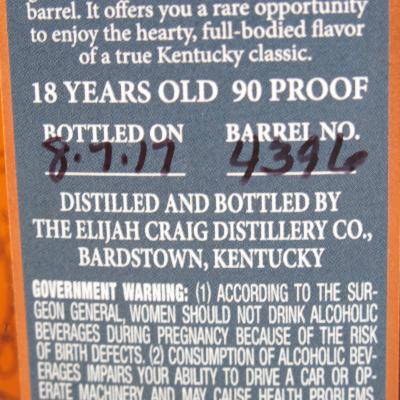 barrel. It offers you a rare opportunity
to enjoy the hearty, full-bodied flavor
of a true Kentucky classic.
18 YEARS OLD 90 PROOF
BOTTLED ON BARREL NO.
8.7.17 4396
DISTILLED AND BOTTLED BY
THE ELIJAH CRAIG DISTILLERY CO.,
BARDSTOWN, KENTUCKY
GOVERNMENT WARNING: (1) ACCORDING TO THE SUR-
GEON GENERAL, WOMEN SHOULD NOT DRINK ALCOHOLIC
BEVERAGES DURING PREGNANCY BECAUSE OF THE RISK
OF BIRTH DEFECTS. (2) CONSUMPTION OF ALCOHOLIC BEV-
ERAGES IMPAIRS YOUR ABILITY TO DRIVE A CAR OR OP-
ERATE MACHINERY, AND MAY CAUSE HEALTH PROBLEMS.